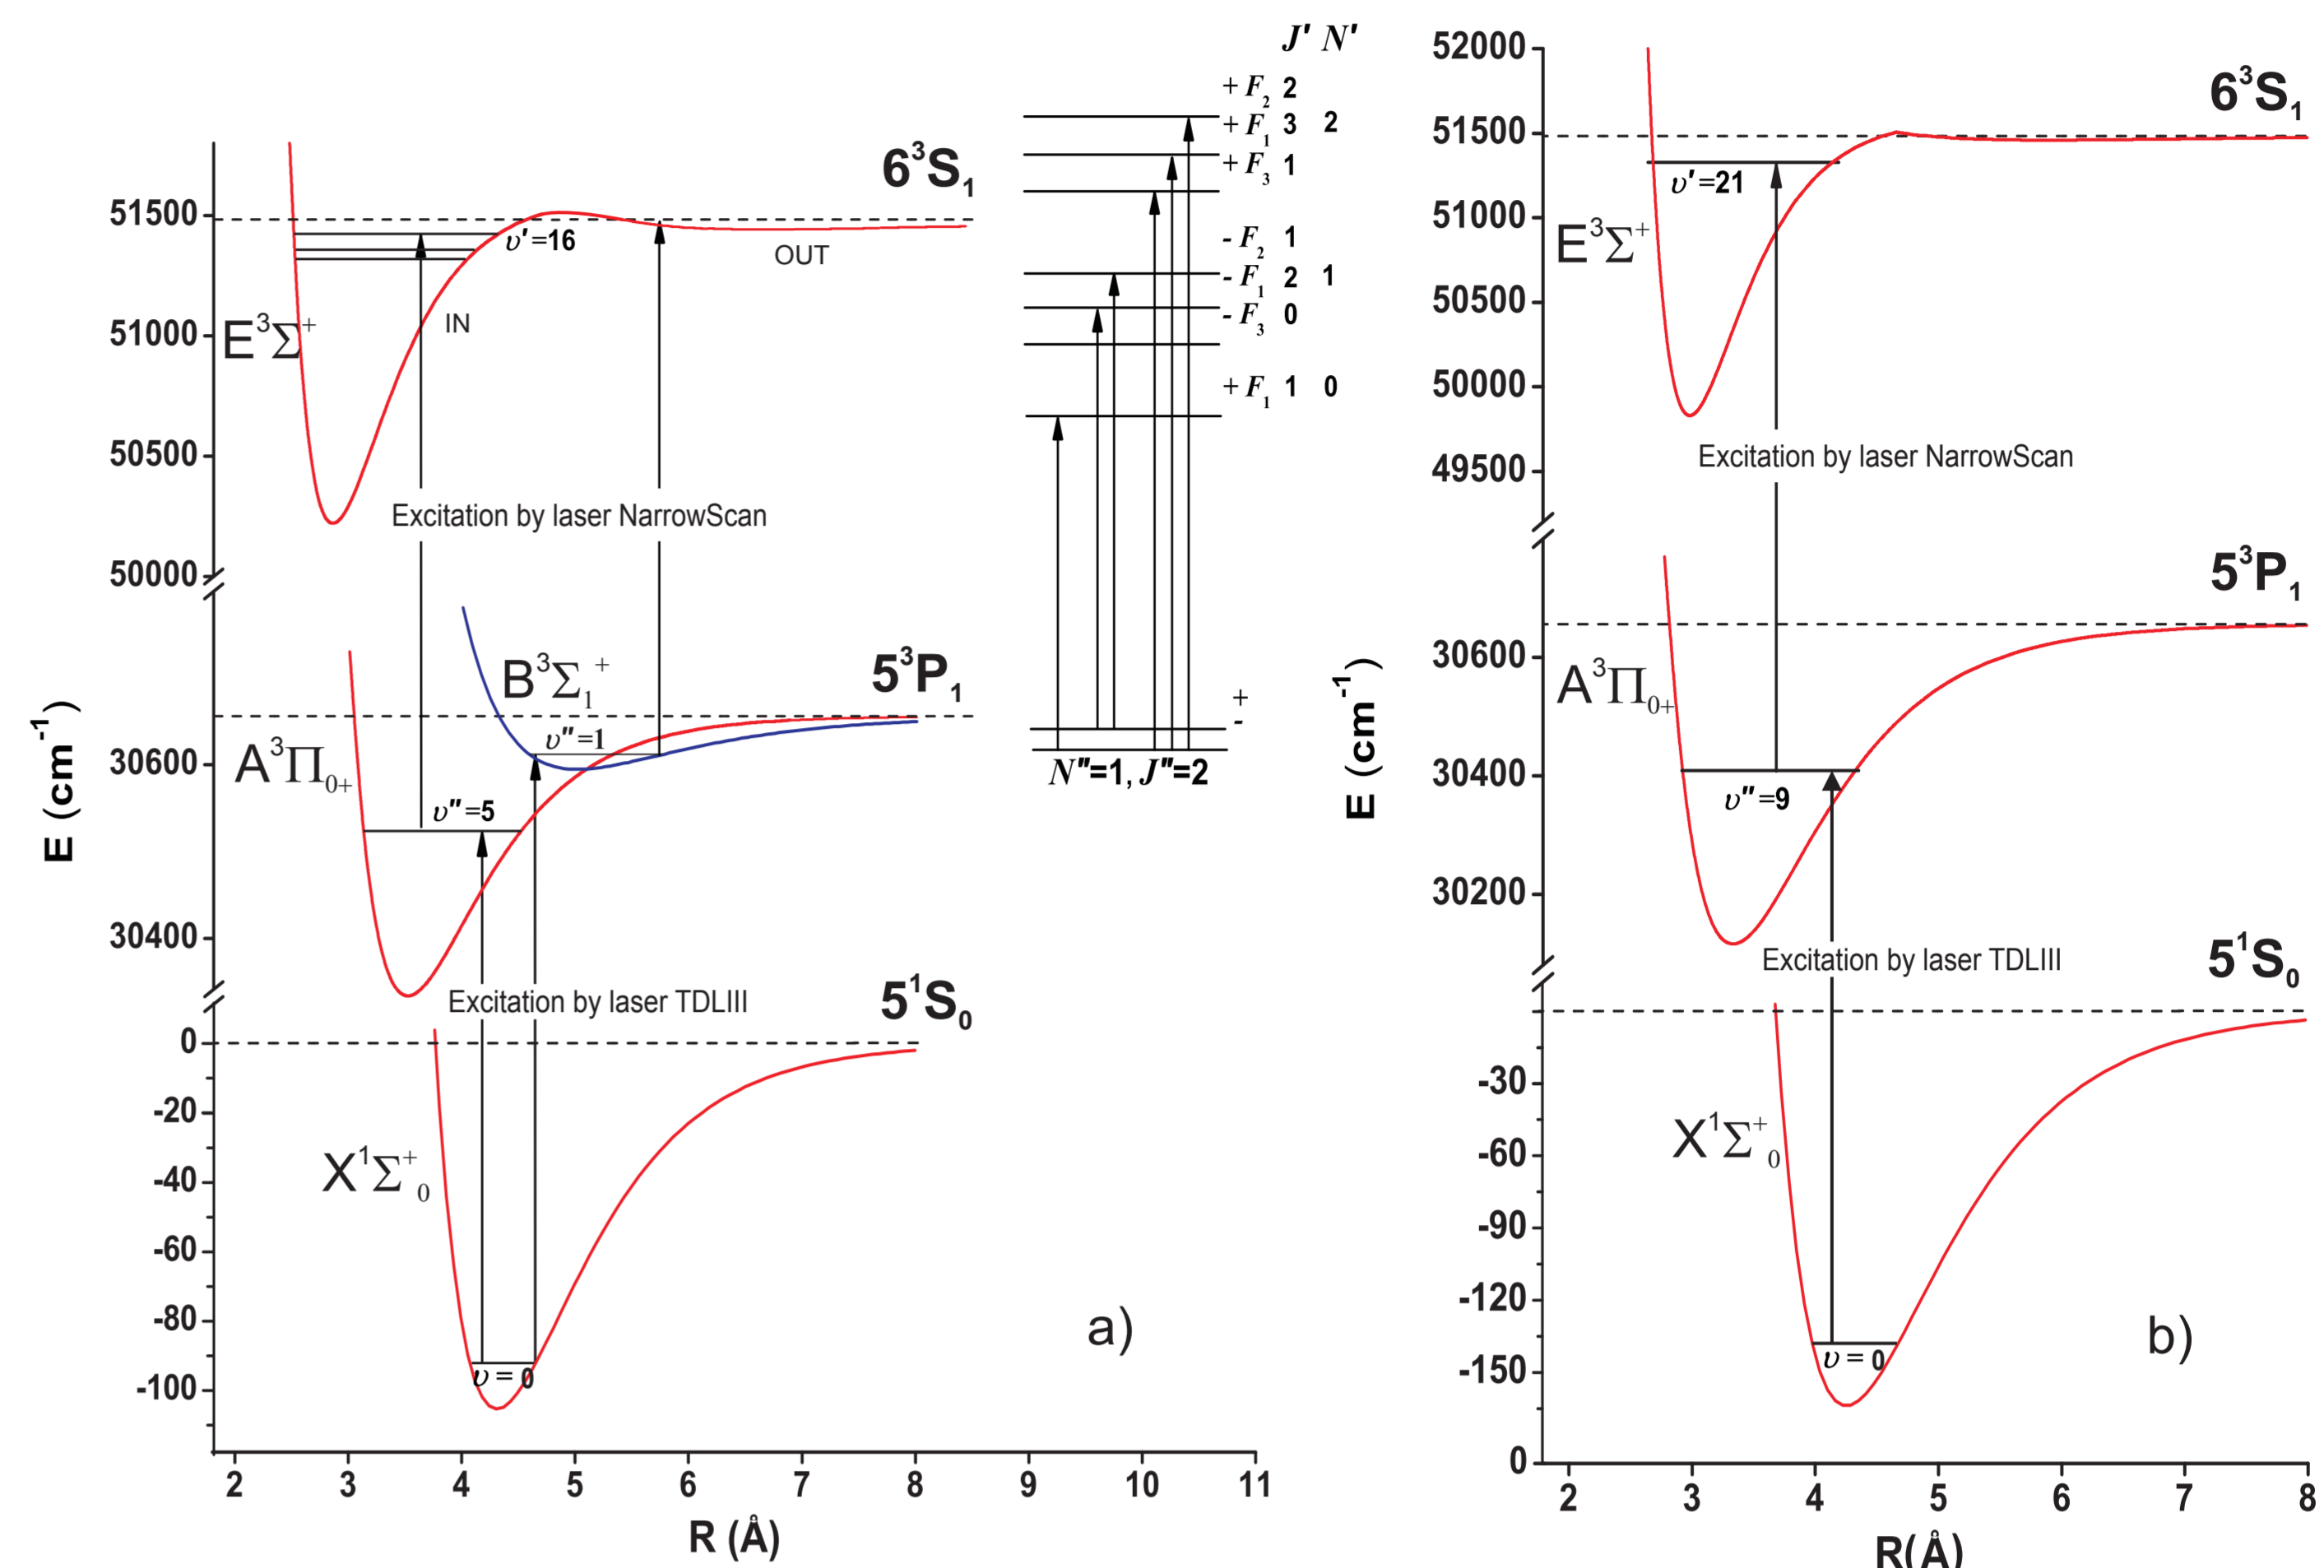 6³S₁
51500
υ′=16
OUT
E³Σ⁺
IN
51000
50500
Excitation by laser NarrowScan
50000
B³Σ₁⁺
5³P₁
A³Π₀₊
υ″=1
30600
υ″=5
E (cm⁻¹)
30400
Excitation by laser TDLIII
5¹S₀
0
-20
X¹Σ⁺₀
-40
-60
-80
υ = 0
-100
a)
2 3 4 5 6 7 8 9 10 11
R (Å)
J′ N′
+ F₂ 2
+ F₁ 3 2
+ F₃ 1
- F₂ 1
- F₁ 2 1
- F₃ 0
+ F₁ 1 0
+
-
N″=1, J″=2
52000
6³S₁
51500
υ′=21
51000
E³Σ⁺
50500
50000
Excitation by laser NarrowScan
49500
5³P₁
30600
A³Π₀₊
E (cm⁻¹)
30400
υ″=9
30200
Excitation by laser TDLIII
5¹S₀
-30
X¹Σ⁺₀
-60
-90
-120
b)
υ = 0
-150
0
2 3 4 5 6 7 8
R(Å)